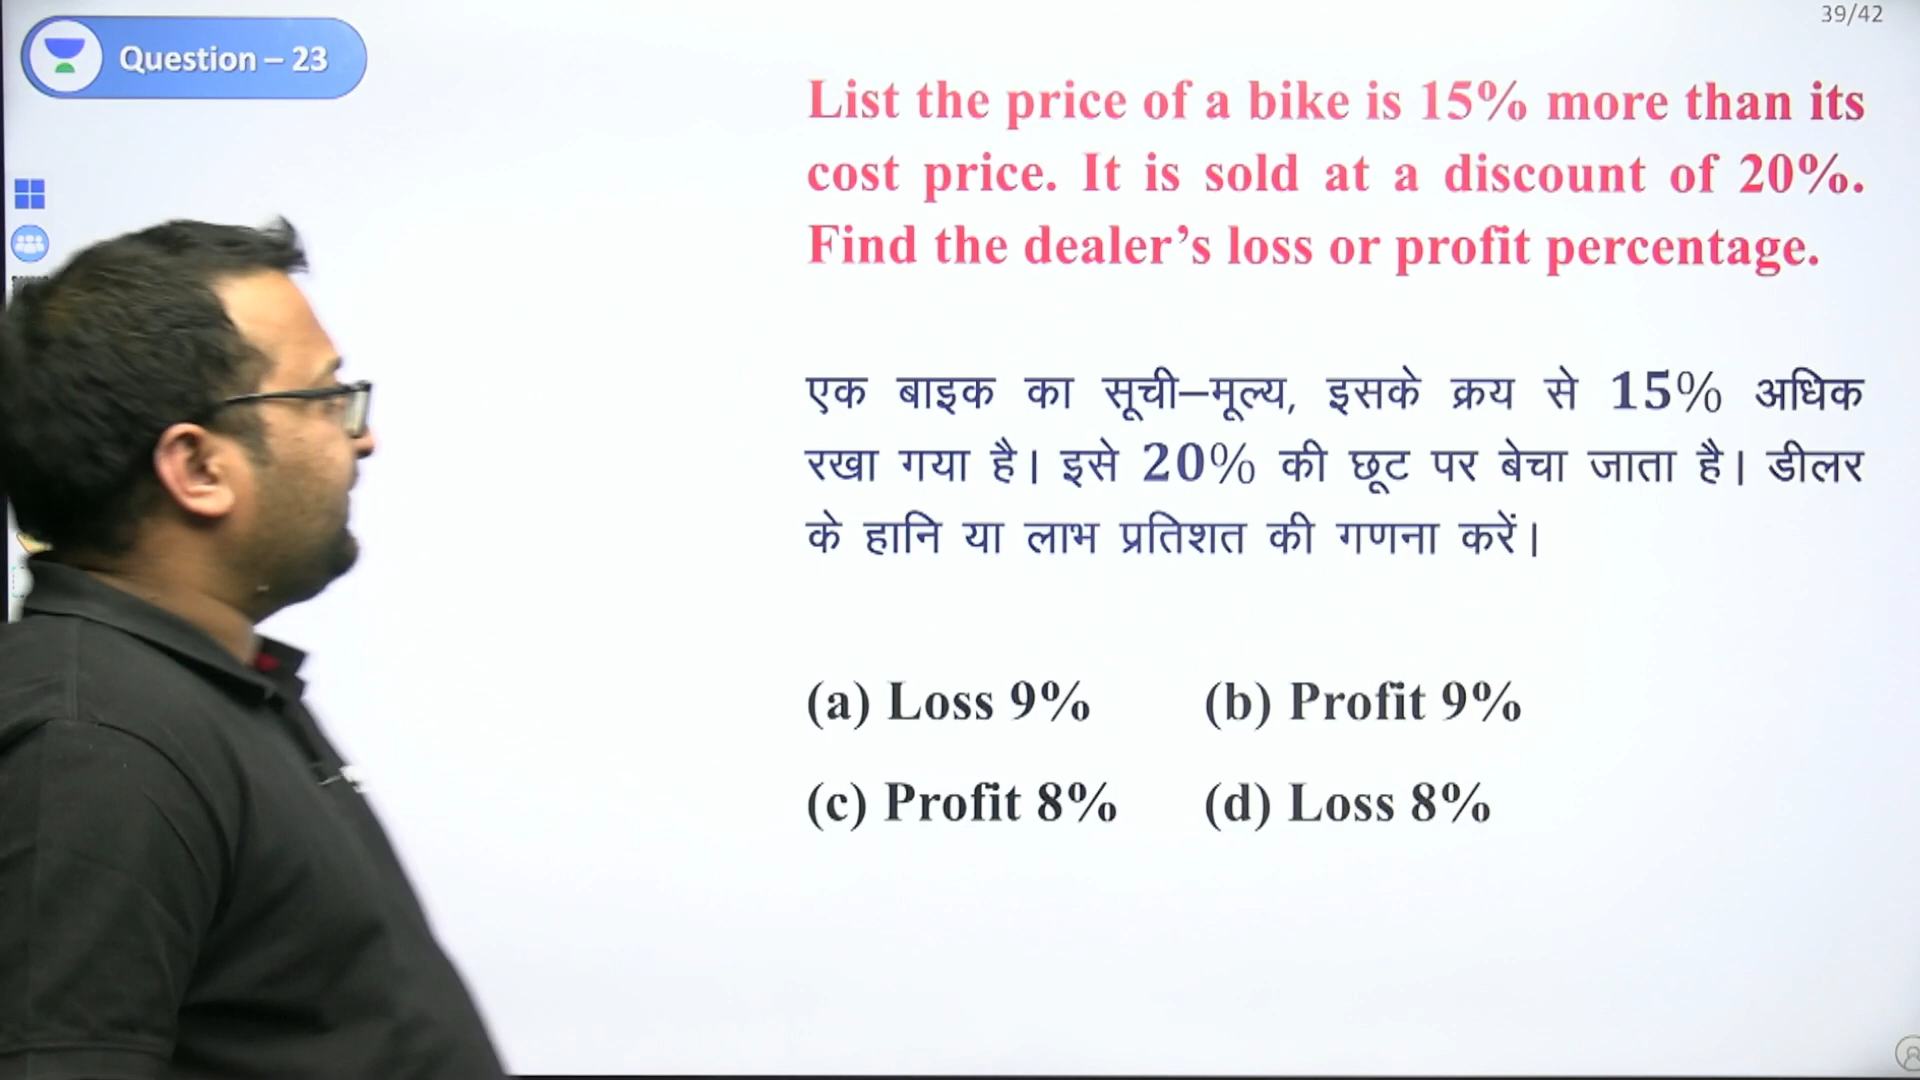 39/42
Question – 23
List the price of a bike is 15% more than its
cost price. It is sold at a discount of 20%.
Find the dealer’s loss or profit percentage.
एक बाइक का सूची–मूल्य, इसके क्रय से 15% अधिक
रखा गया है। इसे 20% की छूट पर बेचा जाता है। डीलर
के हानि या लाभ प्रतिशत की गणना करें।
(a) Loss 9% (b) Profit 9%
(c) Profit 8% (d) Loss 8%